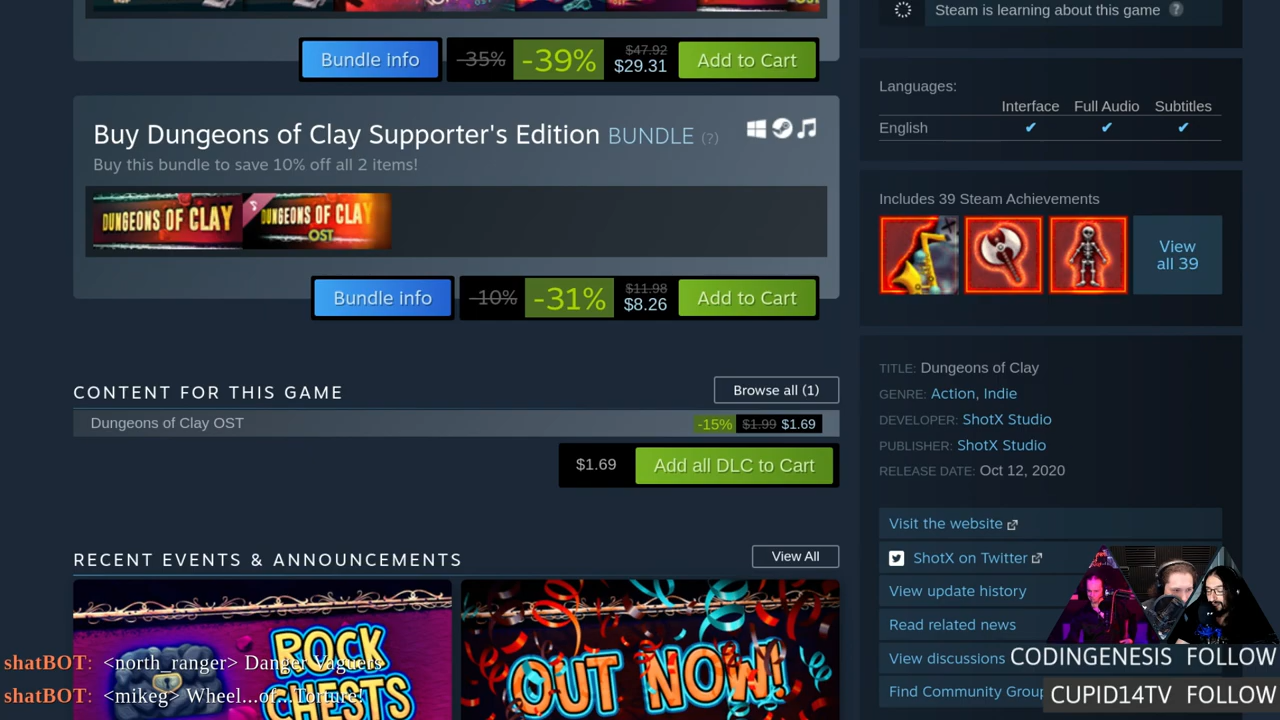 OST
Steam is learning about this game ?
Bundle info
-35%
-39%
$47.92
$29.31
Add to Cart
Languages:
Interface Full Audio Subtitles
English ✔ ✔ ✔
Buy Dungeons of Clay Supporter's Edition BUNDLE (?)
Buy this bundle to save 10% off all 2 items!
DUNGEONS OF CLAY
DUNGEONS OF CLAY
OST
Bundle info
-10%
-31%
$11.98
$8.26
Add to Cart
Includes 39 Steam Achievements
View
all 39
CONTENT FOR THIS GAME
Browse all (1)
Dungeons of Clay OST
-15% $1.99 $1.69
$1.69
Add all DLC to Cart
TITLE: Dungeons of Clay
GENRE: Action, Indie
DEVELOPER: ShotX Studio
PUBLISHER: ShotX Studio
RELEASE DATE: Oct 12, 2020
Visit the website
ShotX on Twitter
View update history
Read related news
View discussions
Find Community Group
RECENT EVENTS & ANNOUNCEMENTS
View All
ROCK
CHESTS
OUT NOW!
shatBOT: <north_ranger> Danger Vaguers
shatBOT: <mikeg> Wheel...of...Torture!
CODINGENESIS FOLLOW
CUPID14TV FOLLOW